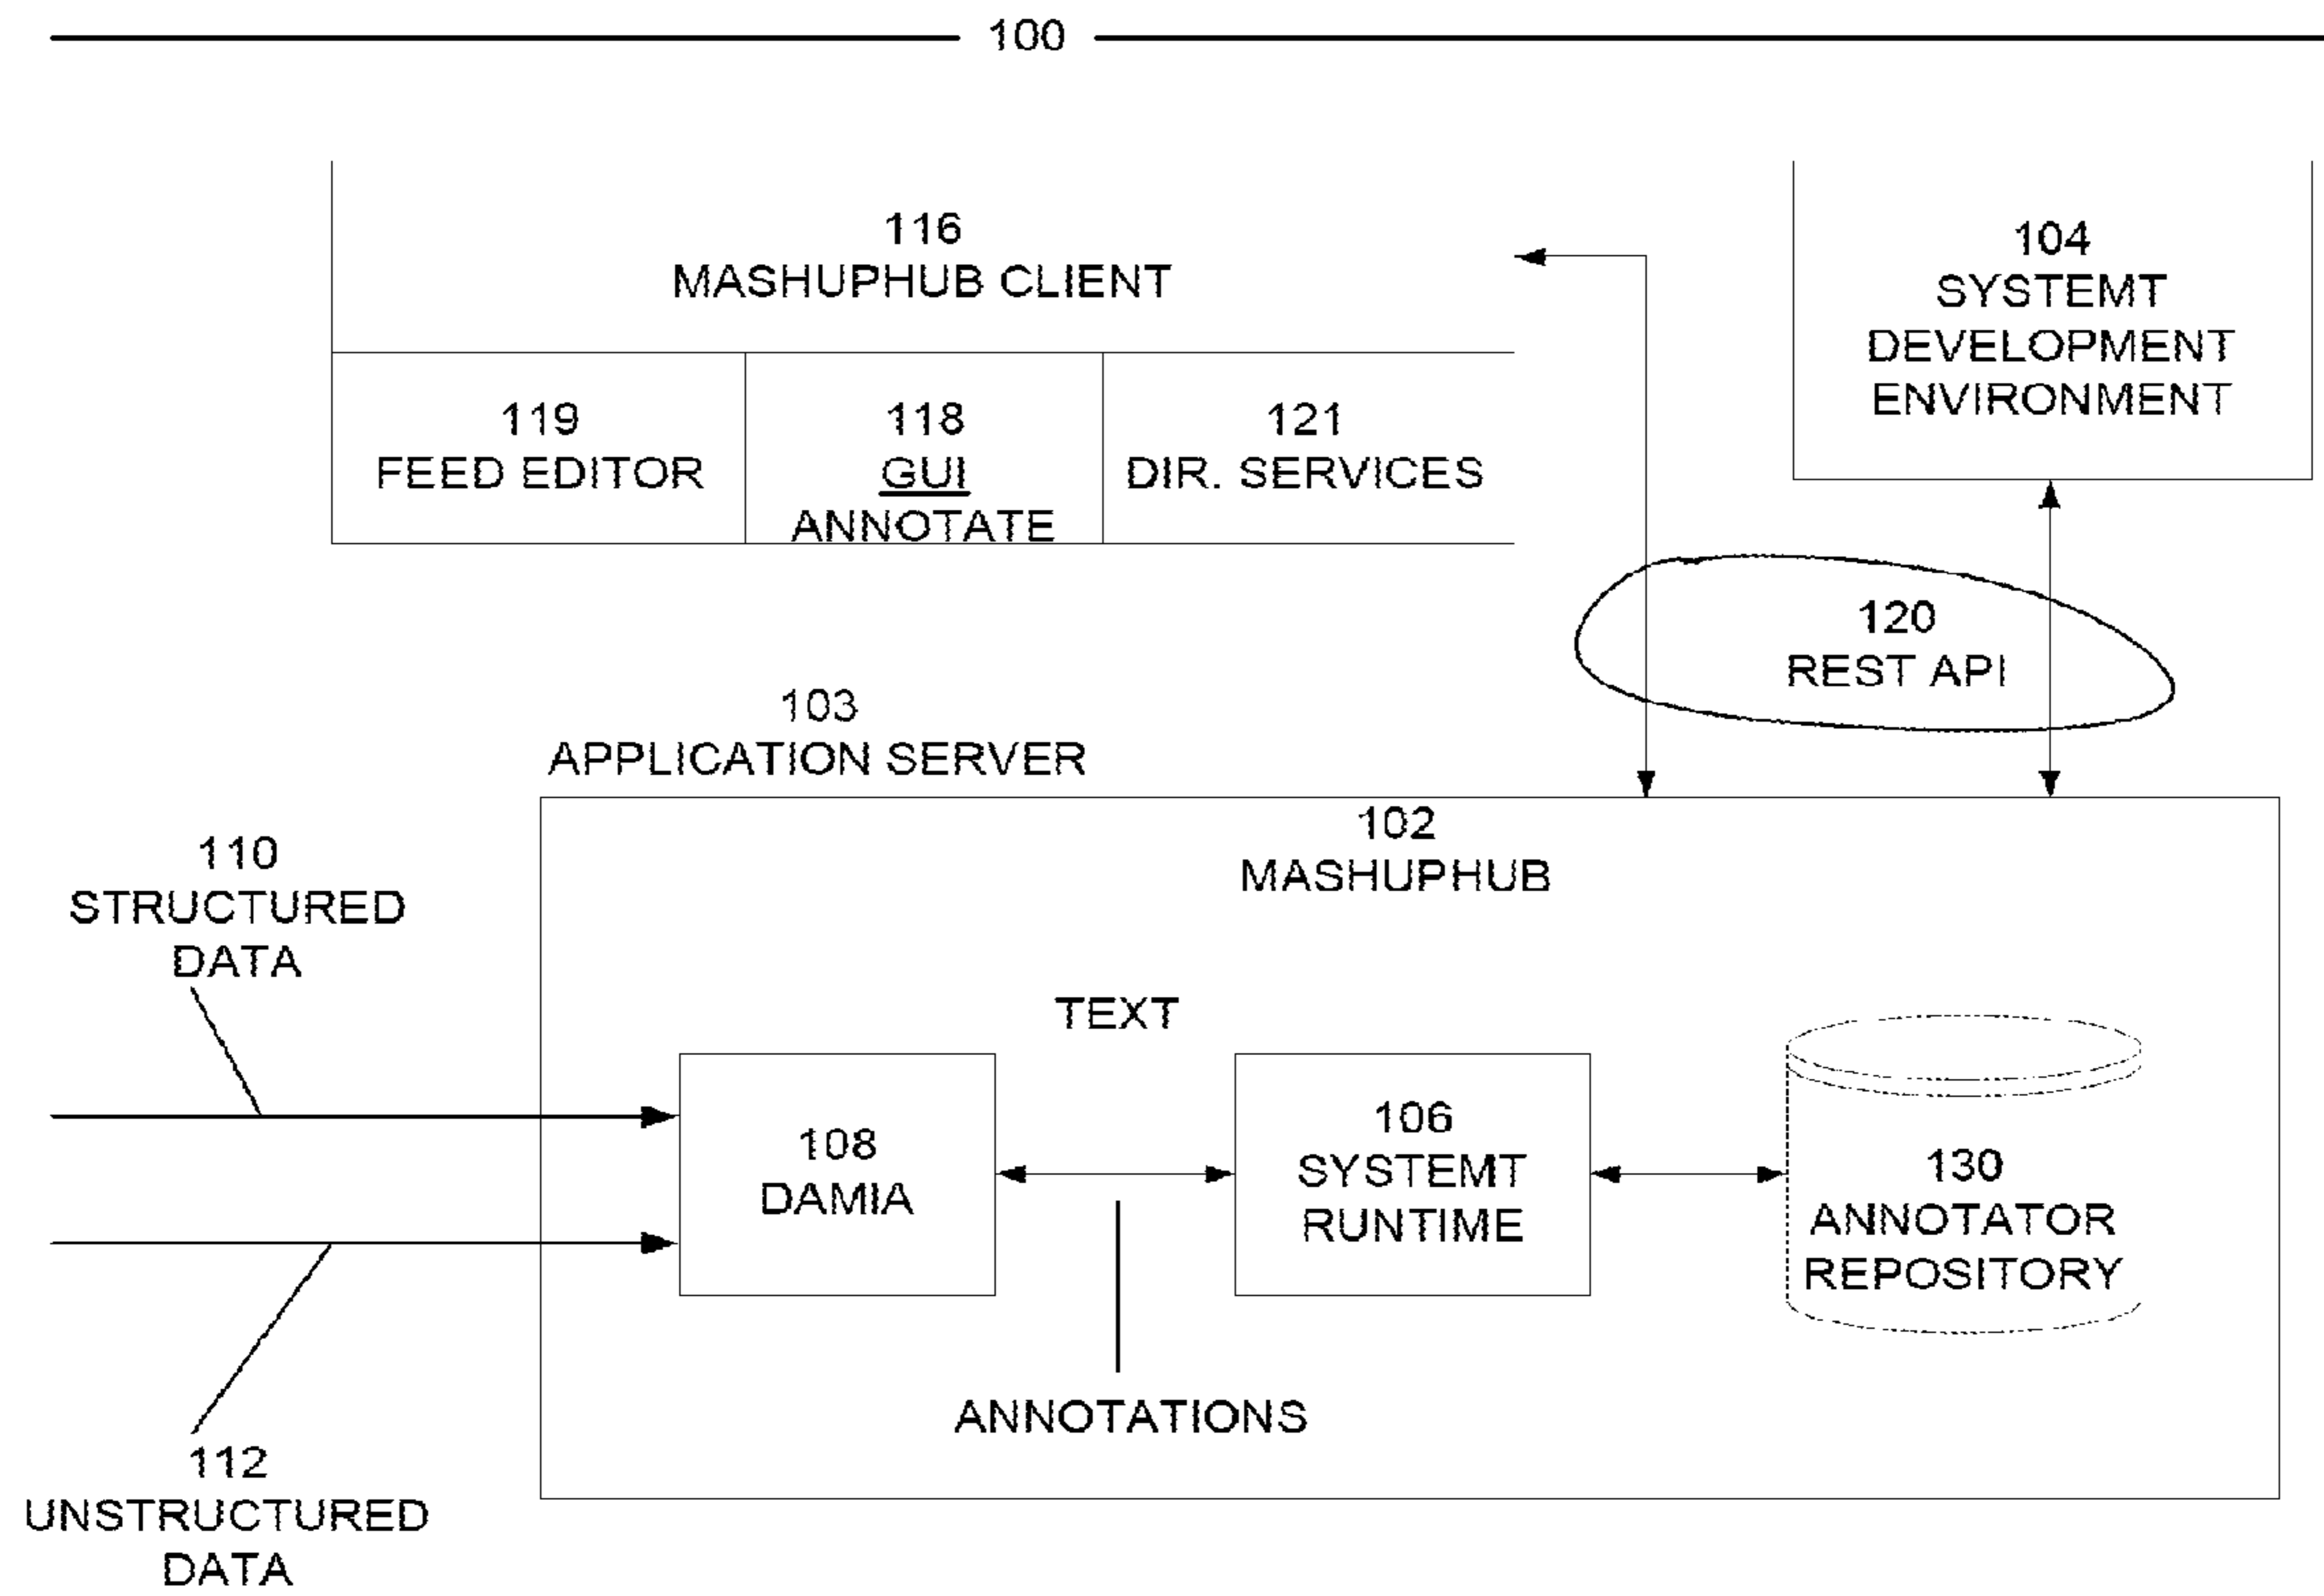 100
116
MASHUPHUB CLIENT
104
SYSTEMT
DEVELOPMENT
ENVIRONMENT
119
FEED EDITOR
118
GUI
ANNOTATE
121
DIR. SERVICES
120
REST API
103
APPLICATION SERVER
102
MASHUPHUB
110
STRUCTURED
DATA
TEXT
108
DAMIA
106
SYSTEMT
RUNTIME
130
ANNOTATOR
REPOSITORY
ANNOTATIONS
112
UNSTRUCTURED
DATA